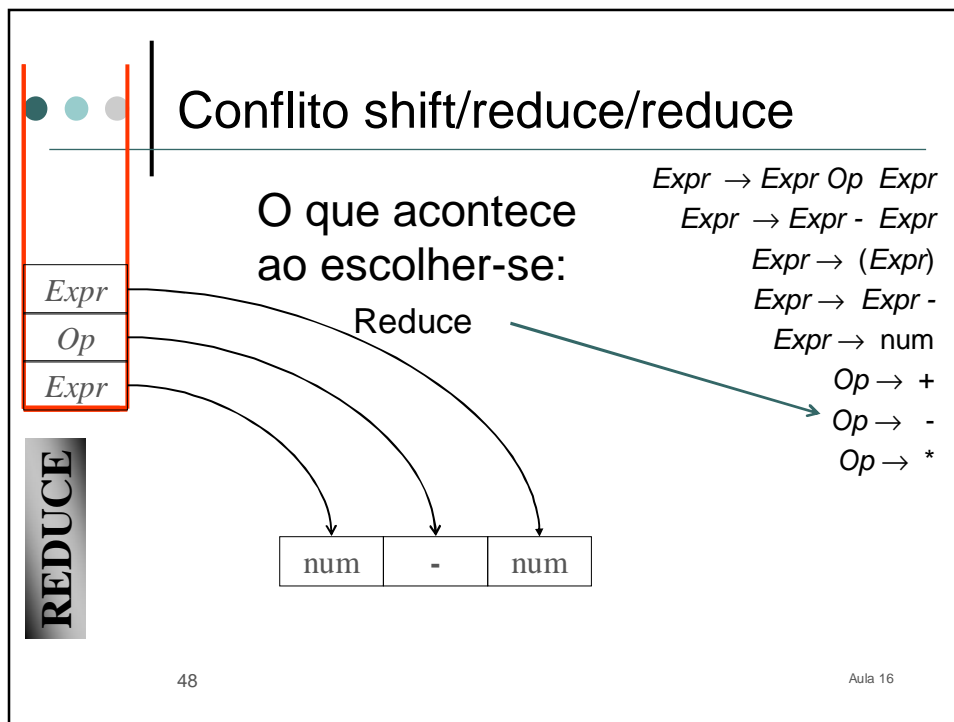 Conflito shift/reduce/reduce
O que acontece
ao escolher-se:
Reduce
Expr → Expr Op Expr
Expr → Expr - Expr
Expr → (Expr)
Expr → Expr -
Expr → num
Op → +
Op → -
Op → *
Expr
Op
Expr
REDUCE
num - num
48
Aula 16